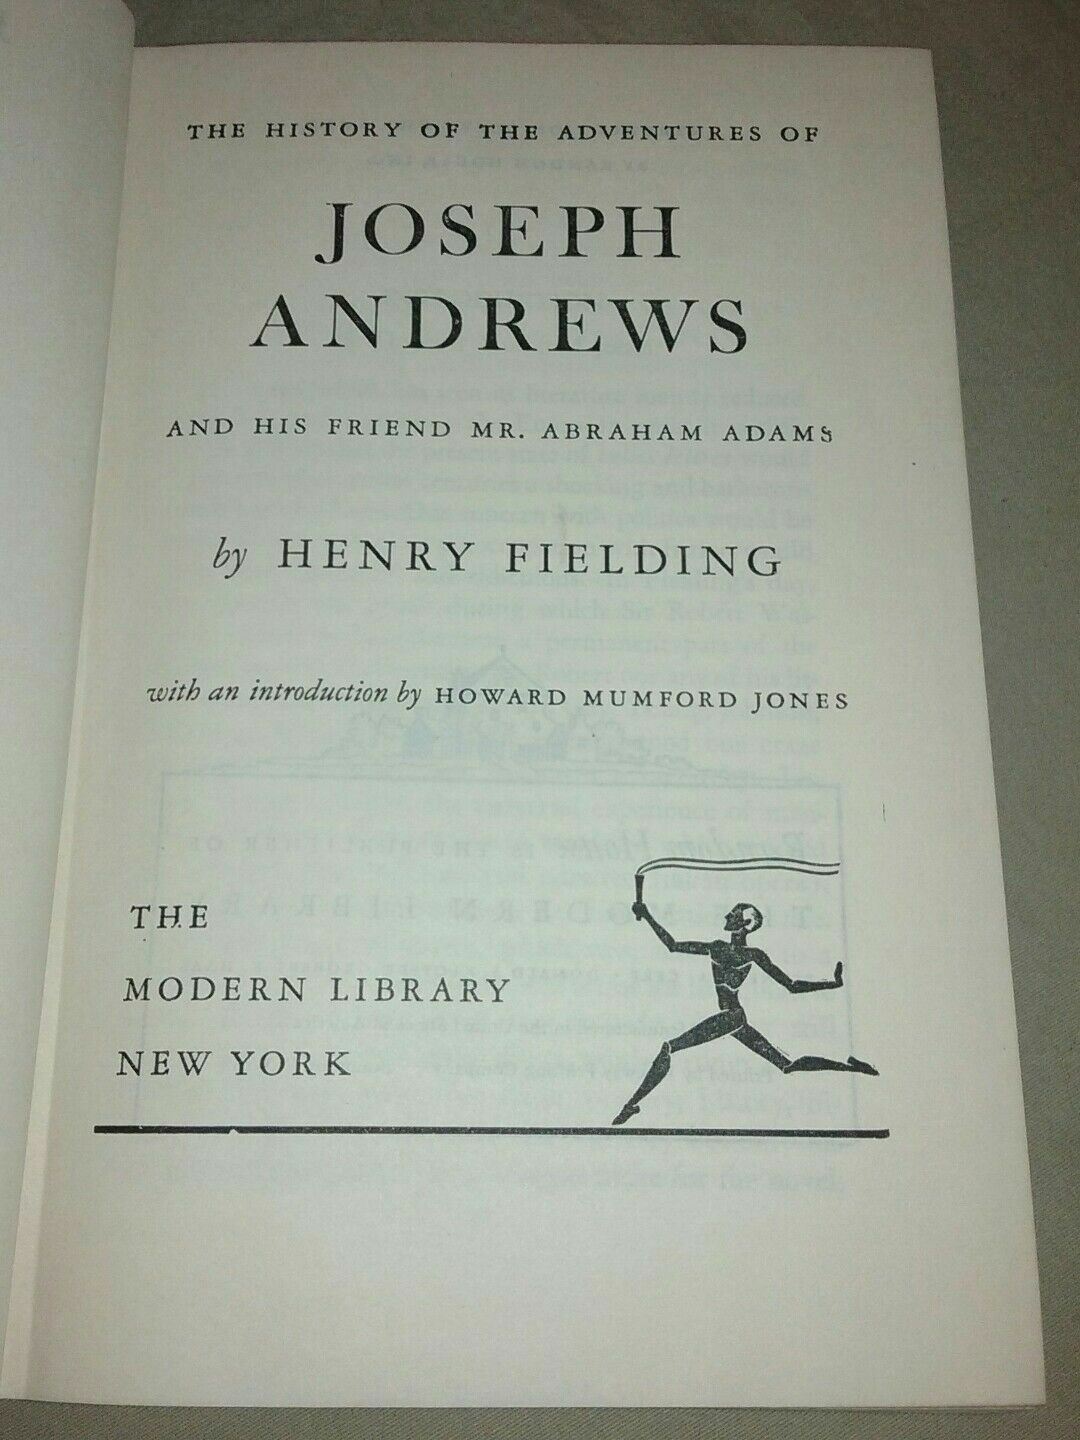 THE HISTORY OF THE ADVENTURES OF
JOSEPH
ANDREWS
AND HIS FRIEND MR. ABRAHAM ADAMS
by HENRY FIELDING
with an introduction by HOWARD MUMFORD JONES
THE
MODERN LIBRARY
NEW YORK